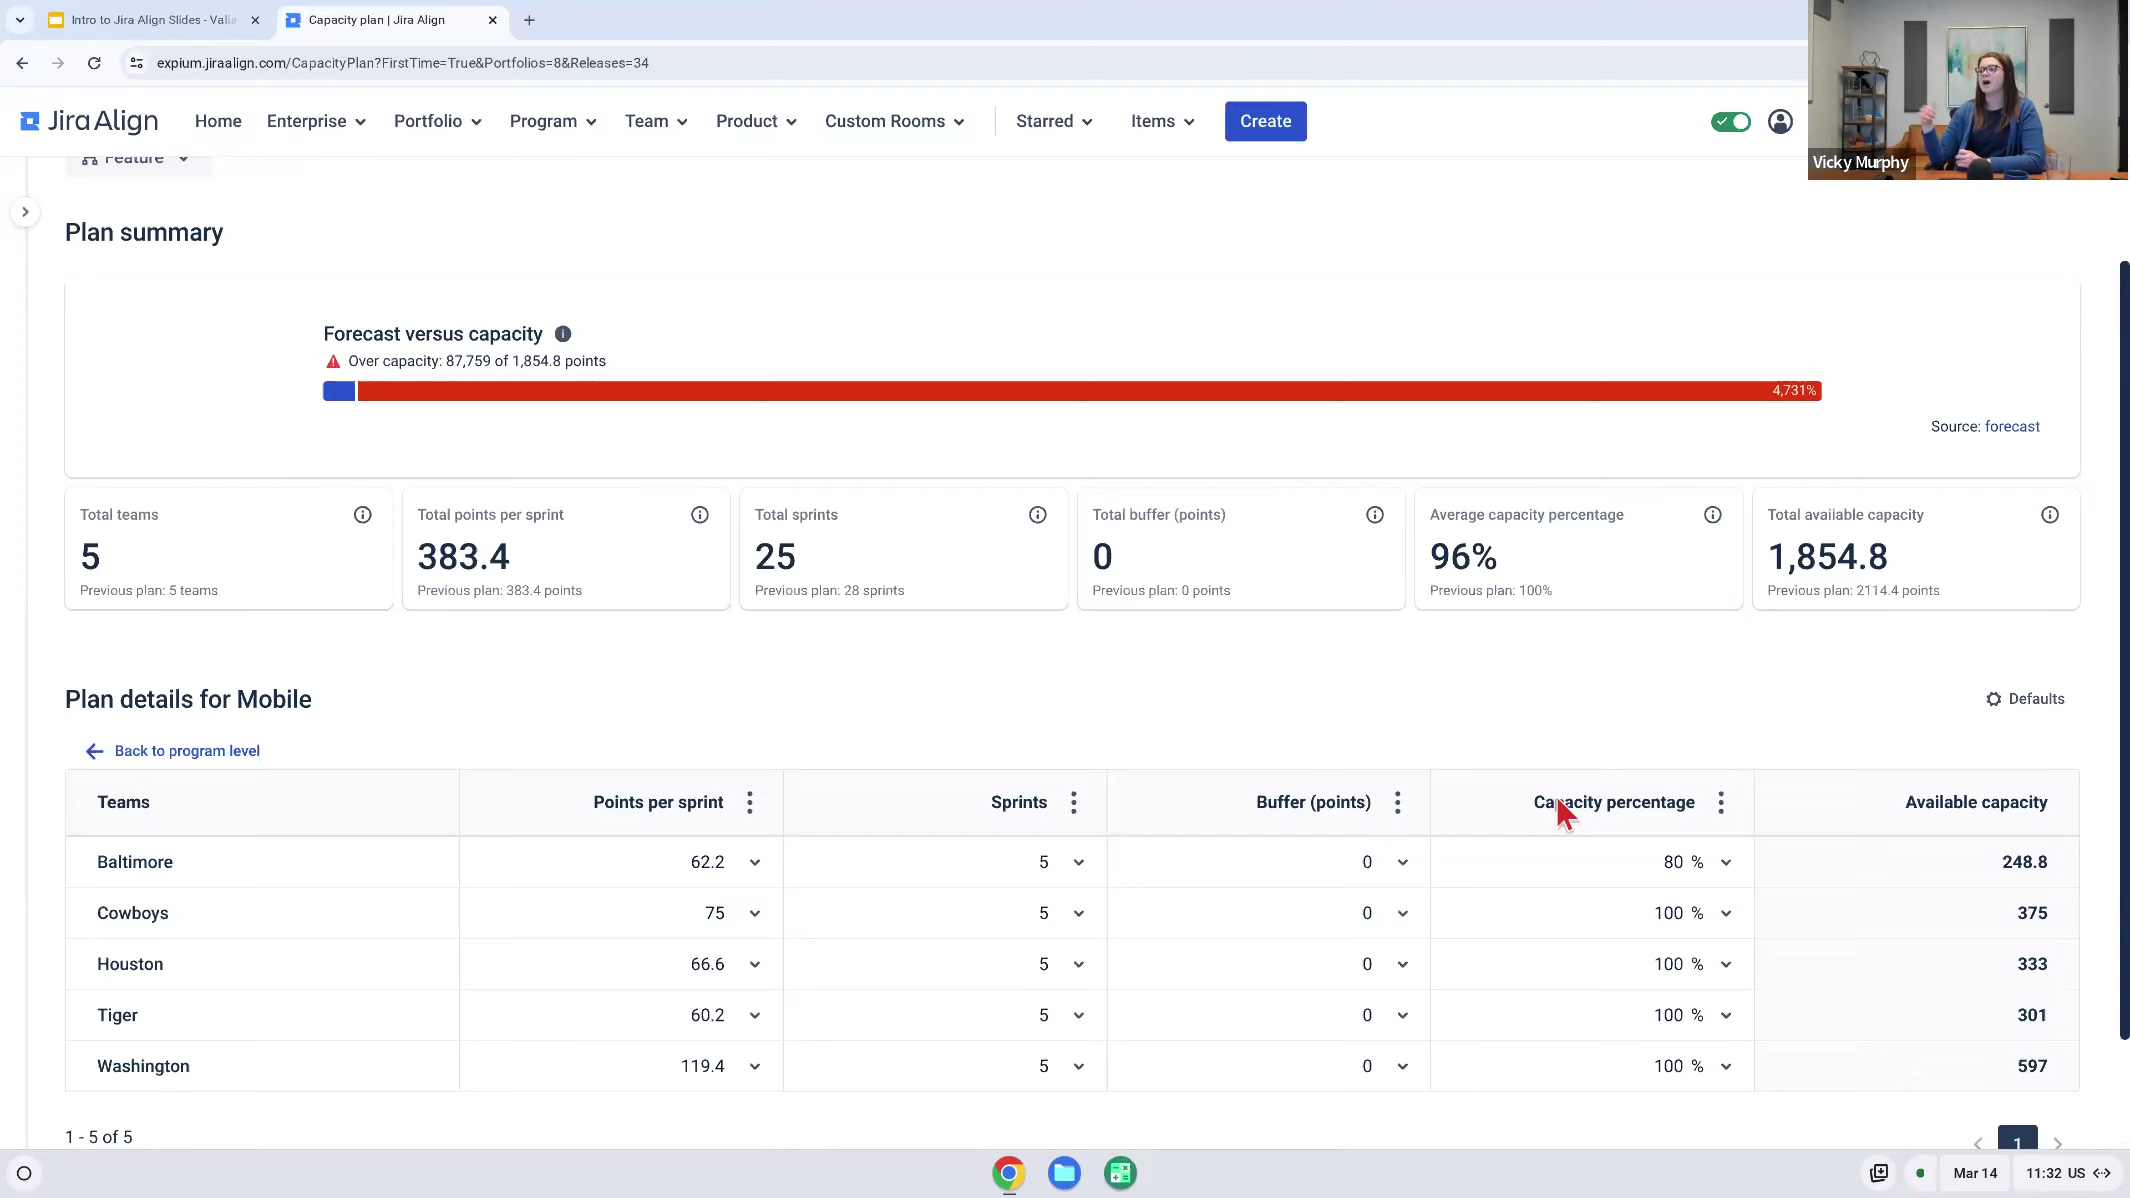 Intro to Jira Align Slides - Valia
Capacity plan | Jira Align
expium.jiraalign.com/CapacityPlan?FirstTime=True&Portfolios=8&Releases=34
Jira Align
Home
Enterprise
Portfolio
Program
Team
Product
Custom Rooms
Starred
Items
Create
Vicky Murphy
Feature
Plan summary
Forecast versus capacity
Over capacity: 87,759 of 1,854.8 points
4,731%
Source: forecast
Total teams
5
Previous plan: 5 teams
Total points per sprint
383.4
Previous plan: 383.4 points
Total sprints
25
Previous plan: 28 sprints
Total buffer (points)
0
Previous plan: 0 points
Average capacity percentage
96%
Previous plan: 100%
Total available capacity
1,854.8
Previous plan: 2114.4 points
Plan details for Mobile
Defaults
Back to program level
Teams Points per sprint Sprints Buffer (points) Capacity percentage Available capacity
Baltimore 62.2 5 0 80 % 248.8
Cowboys 75 5 0 100 % 375
Houston 66.6 5 0 100 % 333
Tiger 60.2 5 0 100 % 301
Washington 119.4 5 0 100 % 597
1 - 5 of 5
1
Mar 14
11:32 US